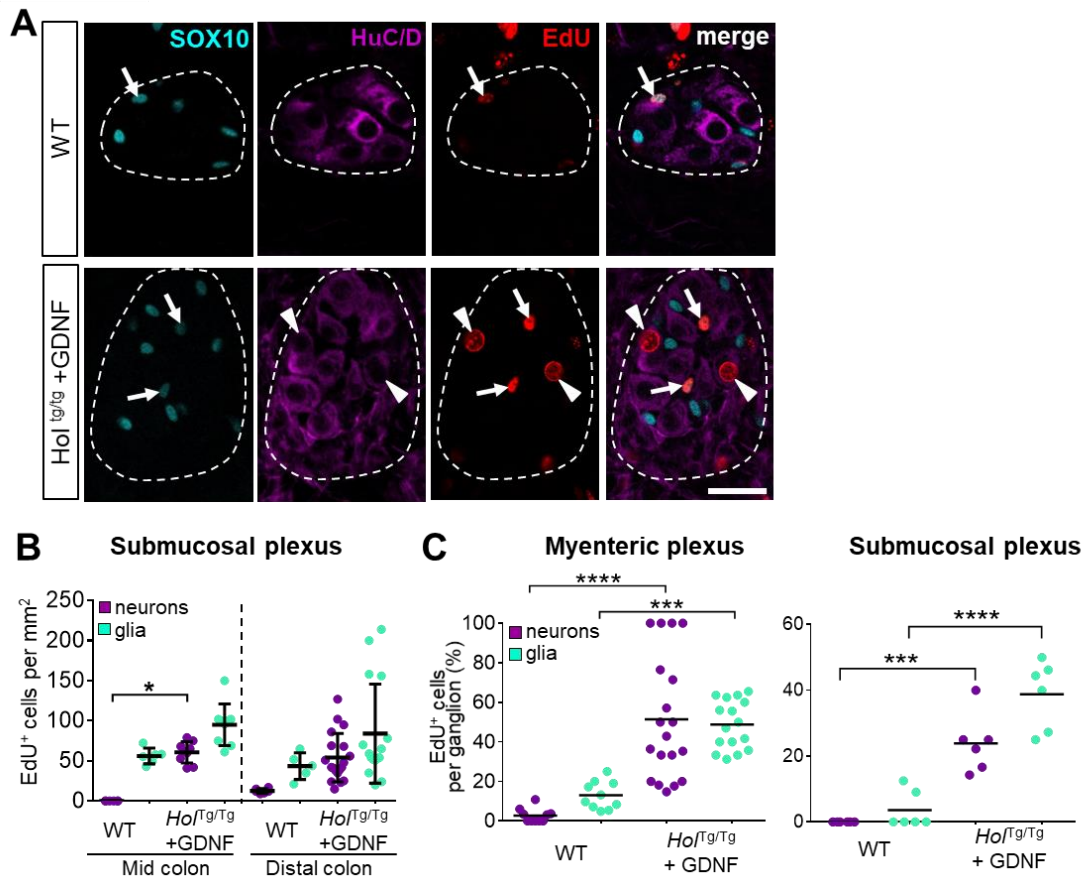 A
SOX10 HuC/D EdU merge
WT
Hol tg/tg +GDNF
B Submucosal plexus
EdU+ cells per mm2
250
200
150
100
50
0
neurons
glia
*
WT HolTg/Tg +GDNF WT HolTg/Tg +GDNF
Mid colon Distal colon
C Myenteric plexus Submucosal plexus
EdU+ cells
per ganglion (%)
100
80
60
40
20
0
neurons
glia
****
***
WT HolTg/Tg
+ GDNF
60
40
20
0
****
***
WT HolTg/Tg
+ GDNF